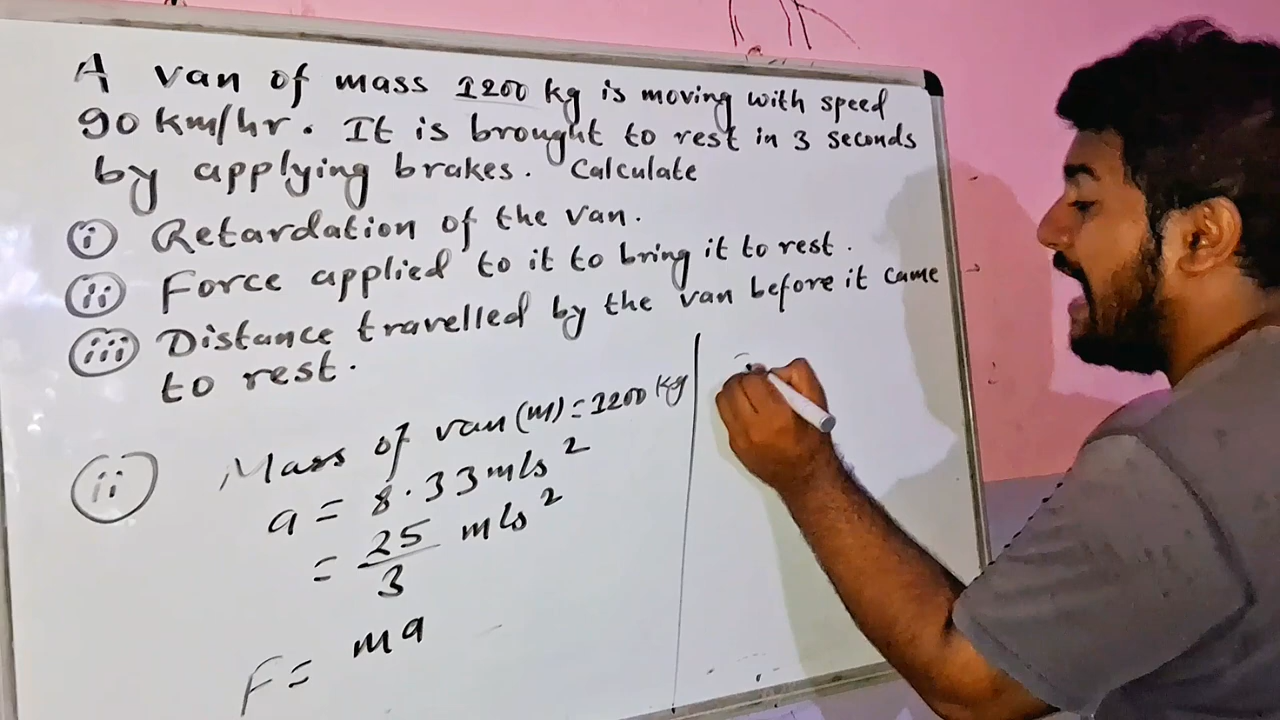 A van of mass 1200 kg is moving with speed
90 km/hr. It is brought to rest in 3 seconds
by applying brakes. Calculate
(i) Retardation of the van.
(ii) Force applied to it to bring it to rest.
(iii) Distance travelled by the van before it came
to rest.
(ii) Mass of van (m) = 1200 kg
a = 8.33 m/s²
= 25/3 m/s²
F = ma